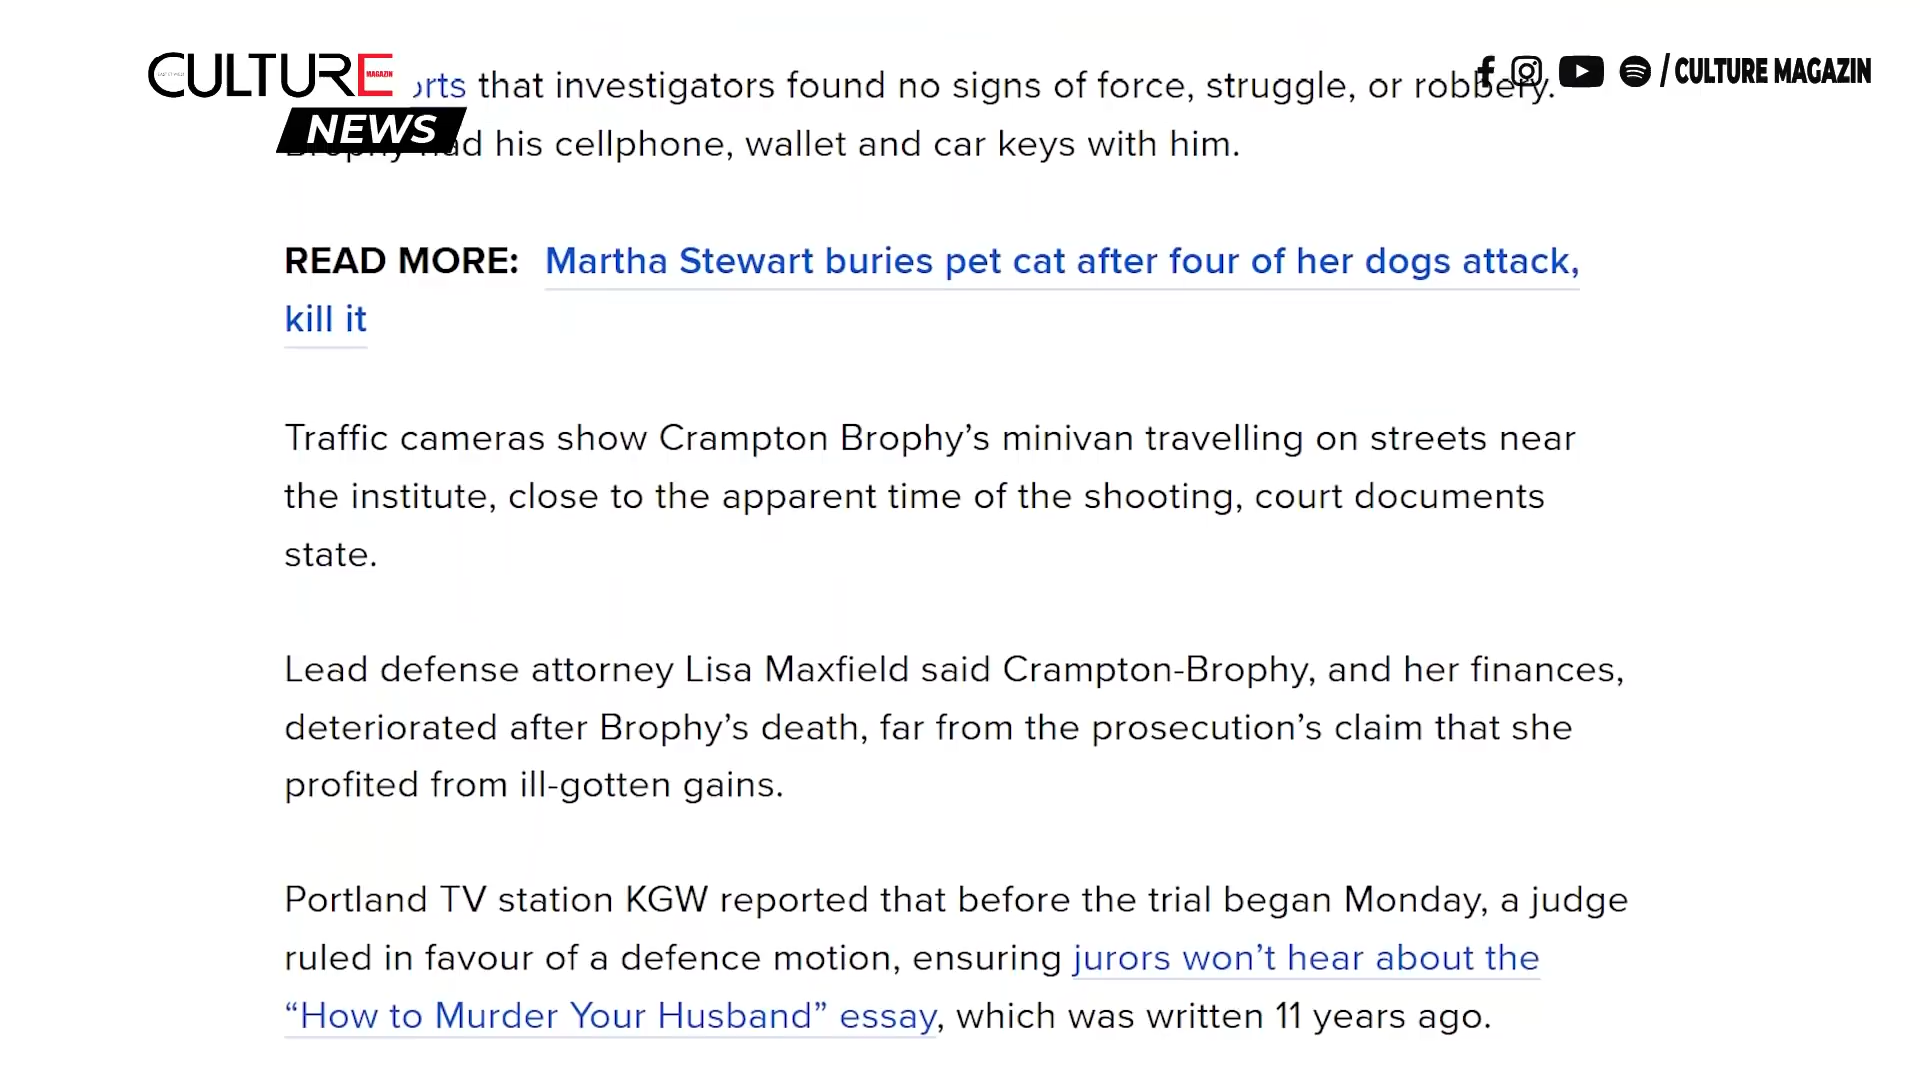 CULTURE
MAGAZIN
NEWS
/ CULTURE MAGAZIN
that investigators found no signs of force, struggle, or robbery.
Brophy had his cellphone, wallet and car keys with him.
READ MORE: Martha Stewart buries pet cat after four of her dogs attack,
kill it
Traffic cameras show Crampton Brophy’s minivan travelling on streets near
the institute, close to the apparent time of the shooting, court documents
state.
Lead defense attorney Lisa Maxfield said Crampton-Brophy, and her finances,
deteriorated after Brophy’s death, far from the prosecution’s claim that she
profited from ill-gotten gains.
Portland TV station KGW reported that before the trial began Monday, a judge
ruled in favour of a defence motion, ensuring jurors won’t hear about the
“How to Murder Your Husband” essay, which was written 11 years ago.